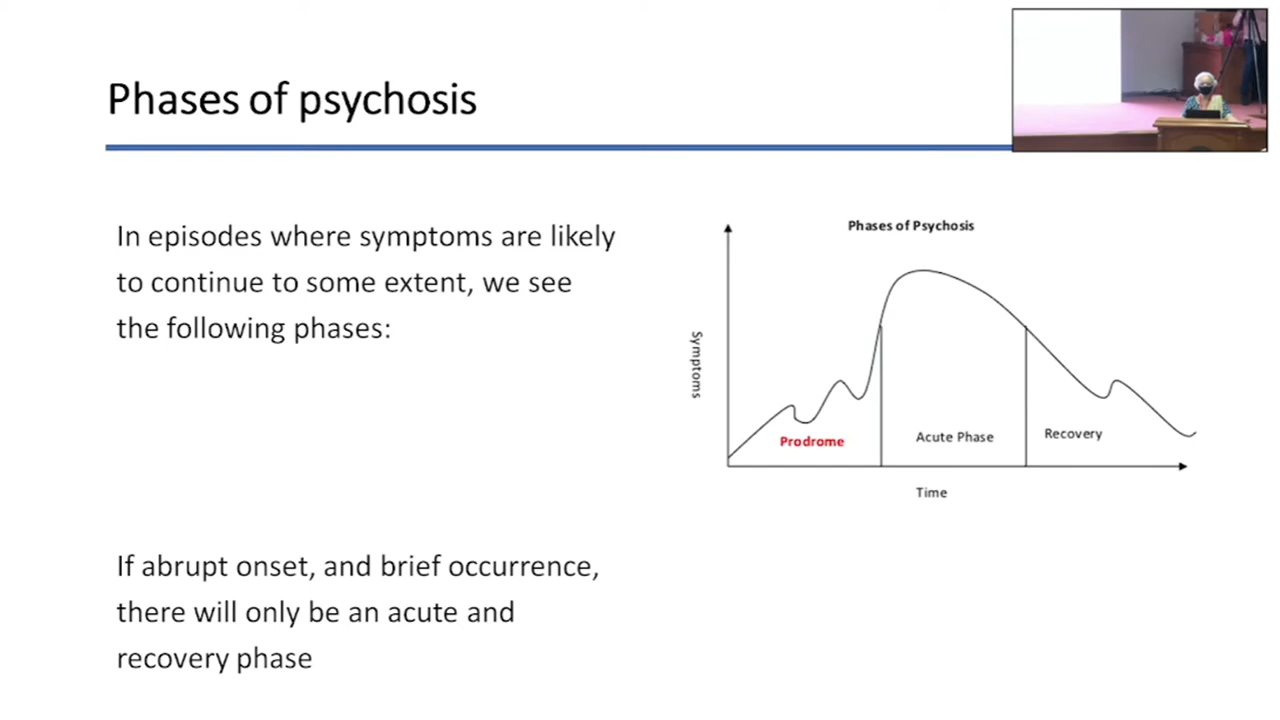 Phases of psychosis
In episodes where symptoms are likely
to continue to some extent, we see
the following phases:
Phases of Psychosis
Symptoms
Prodrome
Acute Phase
Recovery
Time
If abrupt onset, and brief occurrence,
there will only be an acute and
recovery phase